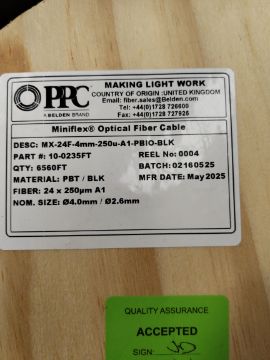 PPC
A BELDEN BRAND
MAKING LIGHT WORK
COUNTRY OF ORIGIN :UNITED KINGDOM
Email: fiber.sales@Belden.com
Tel: +44(0)1728 726600
Fax: +44(0)1728 727925
Miniflex® Optical Fiber Cable
DESC: MX-24F-4mm-250u-A1-PBIO-BLK
PART #: 10-0235FT REEL No: 0004
QTY: 6560FT BATCH: 02160525
MATERIAL: PBT / BLK MFR DATE: May2025
FIBER: 24 x 250µm A1
NOM. SIZE: Ø4.0mm / Ø2.6mm
QUALITY ASSURANCE
ACCEPTED
SIGN: